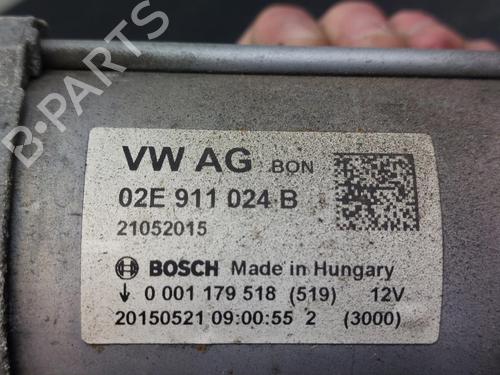 VW AG .BON
02E 911 024 B
21052015
BOSCH Made in Hungary
0 001 179 518 (519) 12V
20150521 09:00:55 2 (3000)
B-PARTS